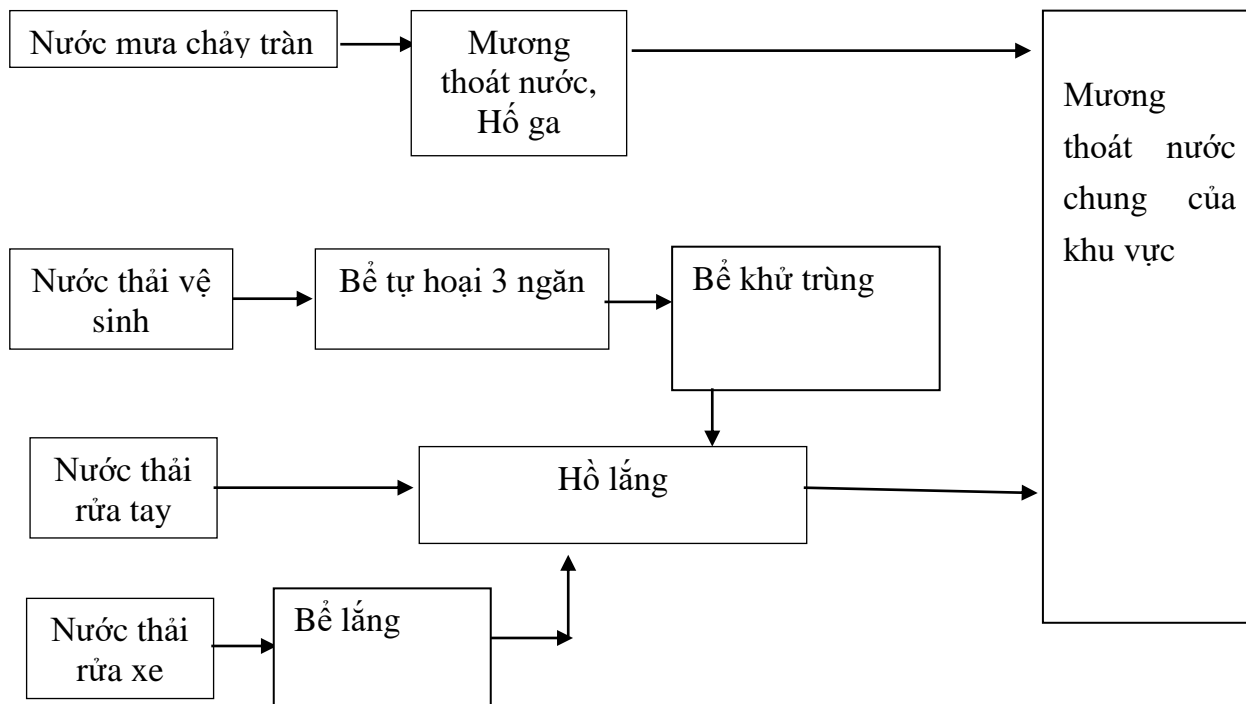 Nước mưa chảy tràn
Mương
thoát nước,
Hố ga
Mương
thoát nước
chung của
khu vực
Nước thải vệ
sinh
Bể tự hoại 3 ngăn
Bể khử trùng
Nước thải
rửa tay
Hồ lắng
Nước thải
rửa xe
Bể lắng